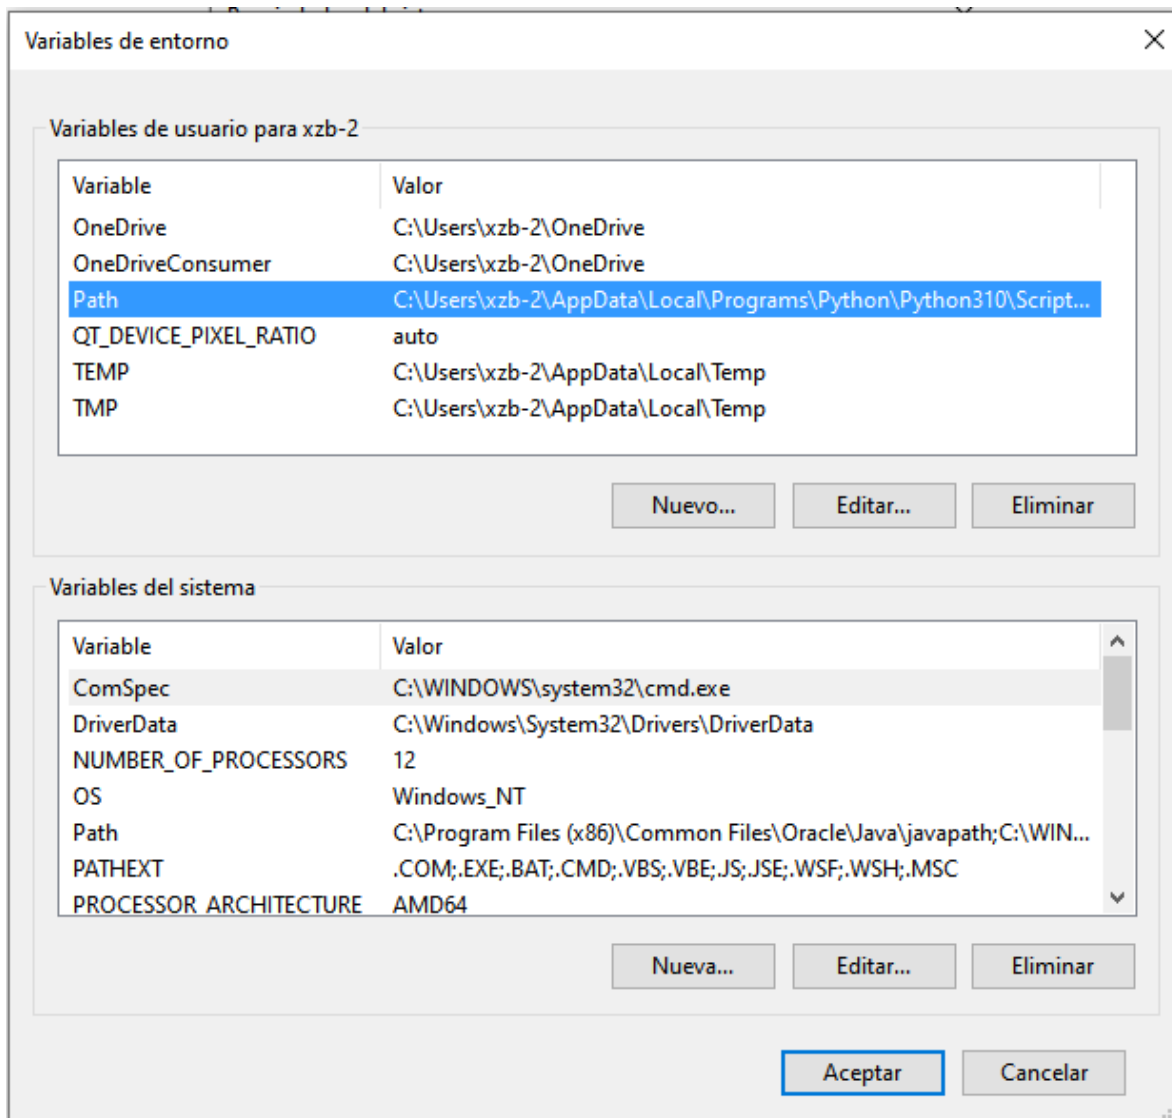 Variables de entorno
Variables de usuario para xzb-2
Variable Valor
OneDrive C:\Users\xzb-2\OneDrive
OneDriveConsumer C:\Users\xzb-2\OneDrive
Path C:\Users\xzb-2\AppData\Local\Programs\Python\Python310\Script...
QT_DEVICE_PIXEL_RATIO auto
TEMP C:\Users\xzb-2\AppData\Local\Temp
TMP C:\Users\xzb-2\AppData\Local\Temp
Nuevo... Editar... Eliminar
Variables del sistema
Variable Valor
ComSpec C:\WINDOWS\system32\cmd.exe
DriverData C:\Windows\System32\Drivers\DriverData
NUMBER_OF_PROCESSORS 12
OS Windows_NT
Path C:\Program Files (x86)\Common Files\Oracle\Java\javapath;C:\WIN...
PATHEXT .COM;.EXE;.BAT;.CMD;.VBS;.VBE;.JS;.JSE;.WSF;.WSH;.MSC
PROCESSOR_ARCHITECTURE AMD64
Nueva... Editar... Eliminar
Aceptar Cancelar